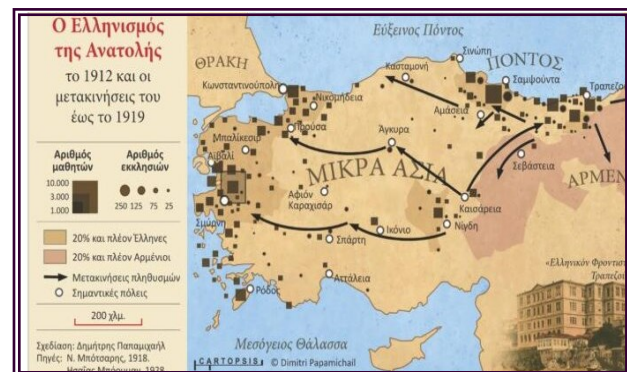 Ο Ελληνισμός
της Ανατολής
το 1912 και οι
μετακινήσεις του
έως το 1919
Αριθμός
μαθητών
Αριθμός
εκκλησιών
10.000
3.000
1.000
250 125 75 25
20% και πλέον Έλληνες
20% και πλέον Αρμένιοι
Μετακινήσεις πληθυσμών
Σημαντικές πόλεις
200 χλμ.
Σχεδίαση: Δημήτρης Παπαμιχαήλ
Πηγές: Ν. Μπότσαρης, 1918.
Εύξεινος Πόντος
ΘΡΑΚΗ
Κωνσταντινούπολη
Νικομήδεια
Προύσα
Μπαλίκεσιρ
Αϊβαλί
Σμύρνη
Κασταμονή
Σινώπη
ΠΟΝΤΟΣ
Σαμψούντα
Τραπεζο
Αμάσεια
Άγκυρα
ΜΙΚΡΑ ΑΣΙΑ
Σεβάστεια
ΑΡΜΕΝ
Αφιόν
Καραχισάρ
Καισάρεια
Ικόνιο
Νίγδη
Σπάρτη
Αττάλεια
Ρόδος
«Ελληνικόν Φροντισ
Τραπεζοι
Μεσόγειος Θάλασσα
CARTOPSIS © Dimitri Papamichail